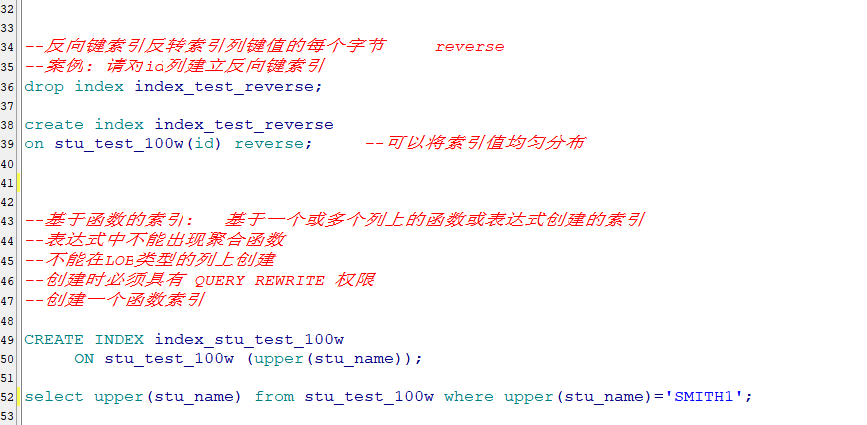 32
33
34 --反向键索引反转索引列键值的每个字节 reverse
35 --案例: 请对id列建立反向键索引
36 drop index index_test_reverse;
37
38 create index index_test_reverse
39 on stu_test_100w(id) reverse; --可以将索引值均匀分布
40
41
42
43 --基于函数的索引: 基于一个或多个列上的函数或表达式创建的索引
44 --表达式中不能出现聚合函数
45 --不能在LOB类型的列上创建
46 --创建时必须具有 QUERY REWRITE 权限
47 --创建一个函数索引
48
49 CREATE INDEX index_stu_test_100w
50 ON stu_test_100w (upper(stu_name));
51
52 select upper(stu_name) from stu_test_100w where upper(stu_name)='SMITH1';
53